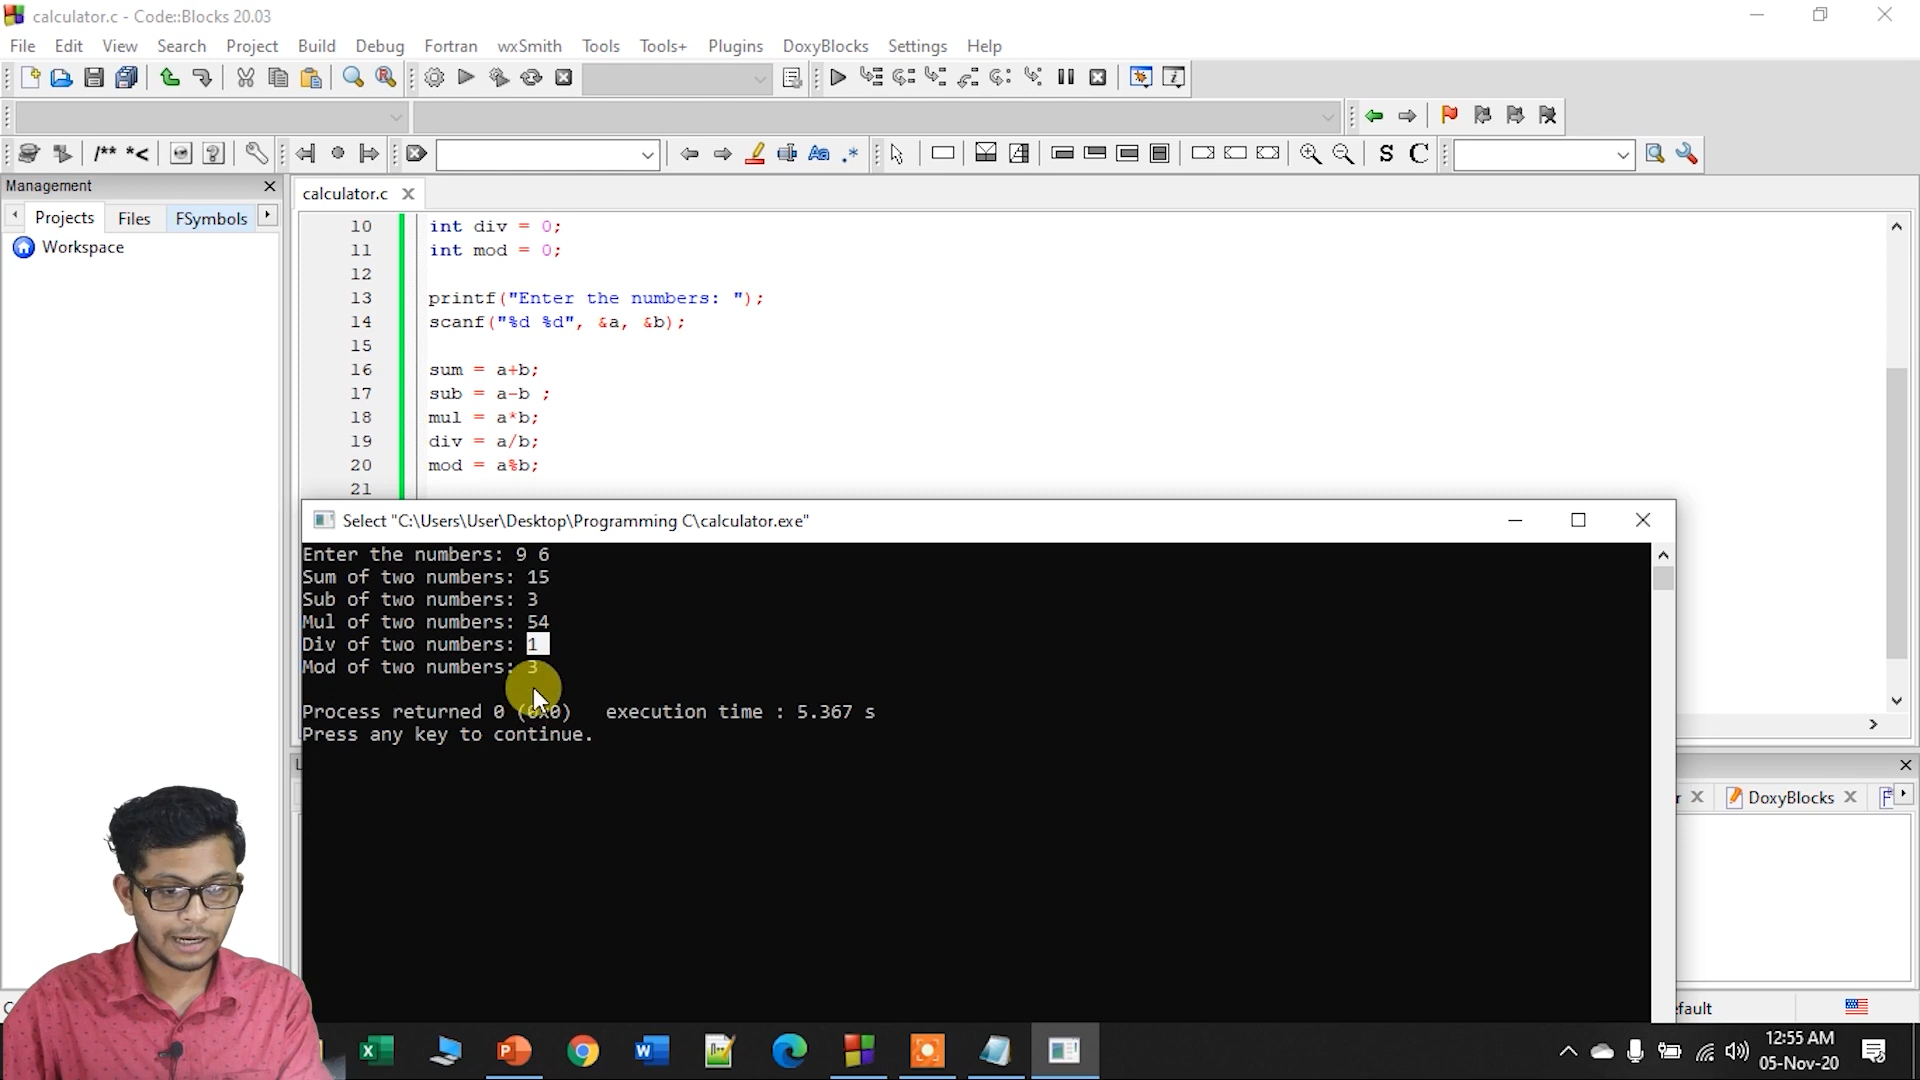 calculator.c - Code::Blocks 20.03
File Edit View Search Project Build Debug Fortran wxSmith Tools Tools+ Plugins DoxyBlocks Settings Help
/** *<
Aa .*
S C
Management
Projects Files FSymbols
Workspace
calculator.c
10 int div = 0;
11 int mod = 0;
12
13 printf("Enter the numbers: ");
14 scanf("%d %d", &a, &b);
15
16 sum = a+b;
17 sub = a-b ;
18 mul = a*b;
19 div = a/b;
20 mod = a%b;
21
Select "C:\Users\User\Desktop\Programming C\calculator.exe"
Enter the numbers: 9 6
Sum of two numbers: 15
Sub of two numbers: 3
Mul of two numbers: 54
Div of two numbers: 1
Mod of two numbers: 3
Process returned 0 (0x0) execution time : 5.367 s
Press any key to continue.
DoxyBlocks
efault
12:55 AM
05-Nov-20